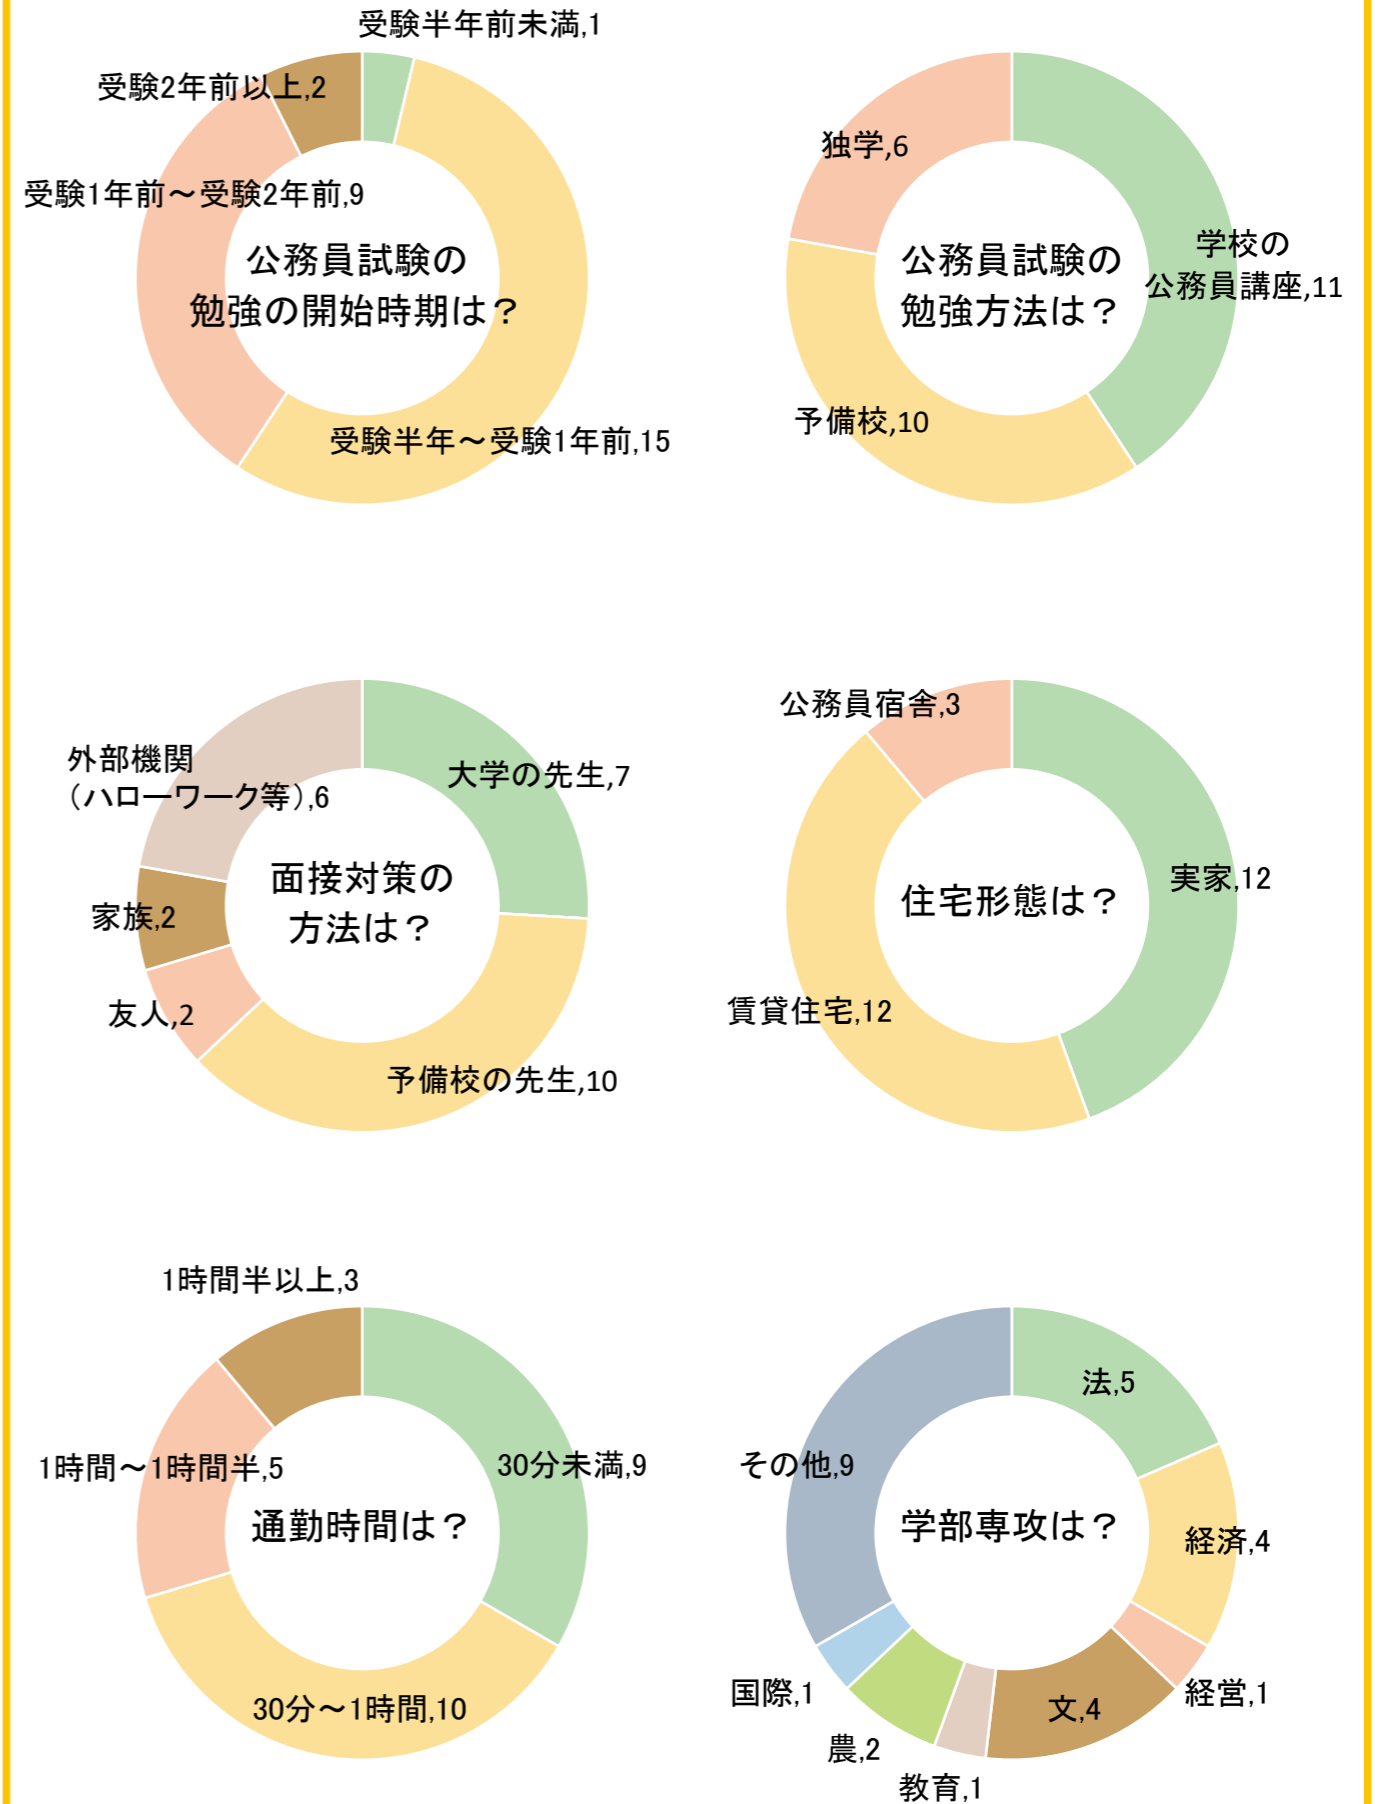 受験半年前未満,1
受験2年前以上,2
受験1年前～受験2年前,9
公務員試験の
勉強の開始時期は？
受験半年～受験1年前,15
独学,6
学校の
公務員講座,11
公務員試験の
勉強方法は？
予備校,10
外部機関
（ハローワーク等）,6
大学の先生,7
面接対策の
方法は？
家族,2
友人,2
予備校の先生,10
公務員宿舎,3
実家,12
住宅形態は？
賃貸住宅,12
1時間半以上,3
1時間～1時間半,5
30分未満,9
通勤時間は？
30分～1時間,10
法,5
その他,9
学部専攻は？
経済,4
国際,1
経営,1
文,4
農,2
教育,1